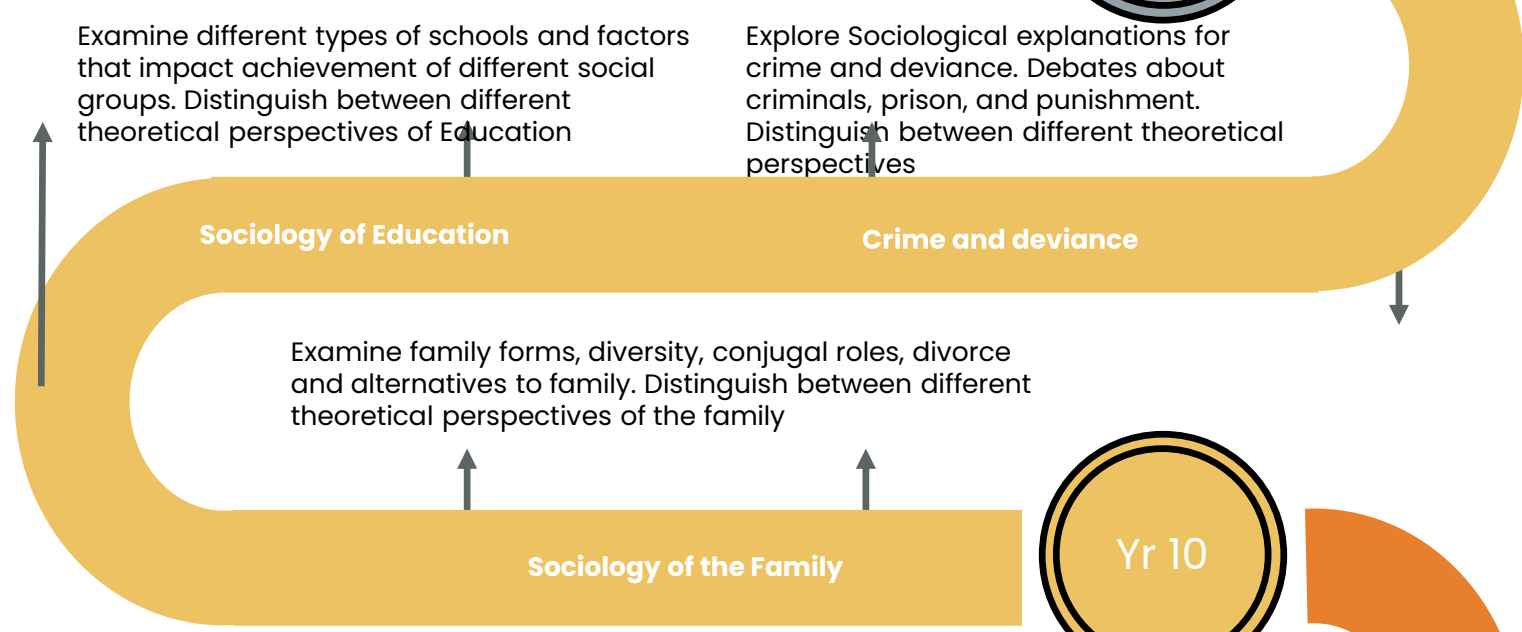 Examine different types of schools and factors
that impact achievement of different social
groups. Distinguish between different
theoretical perspectives of Education
Explore Sociological explanations for
crime and deviance. Debates about
criminals, prison, and punishment.
Distinguish between different theoretical
perspectives
Sociology of Education
Crime and deviance
Examine family forms, diversity, conjugal roles, divorce
and alternatives to family. Distinguish between different
theoretical perspectives of the family
Sociology of the Family
Yr 10